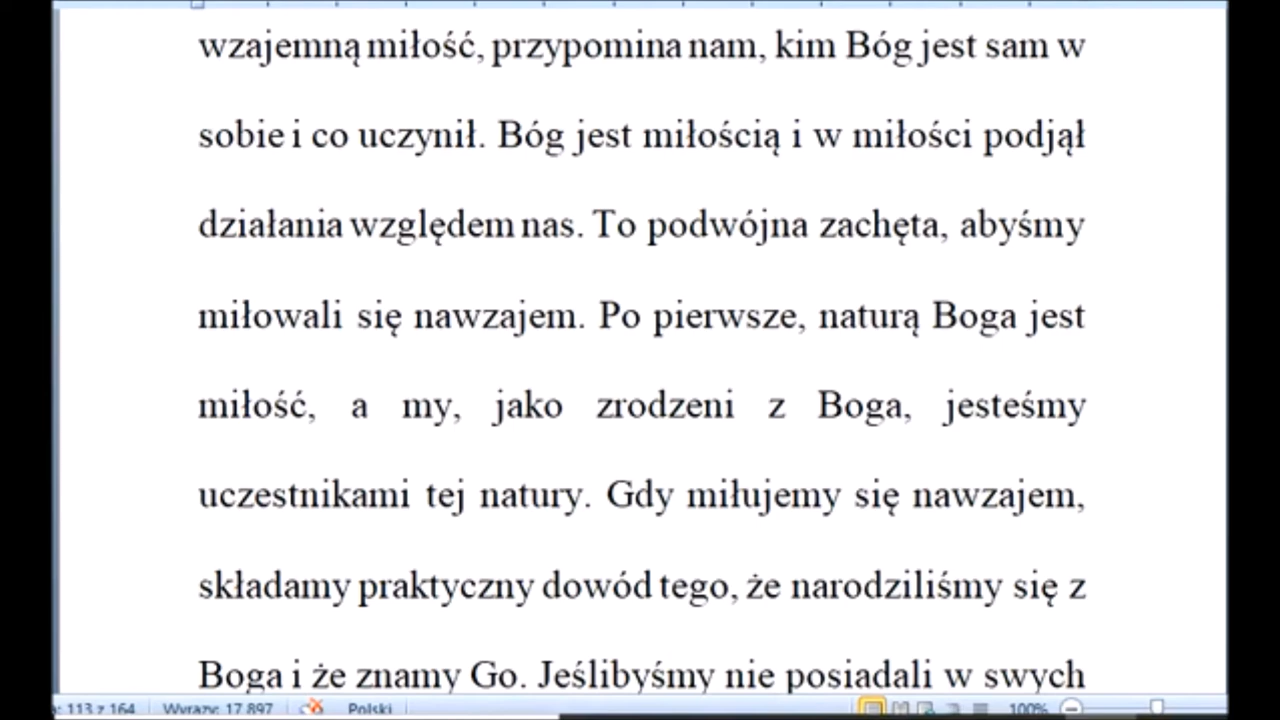 wzajemną miłość, przypomina nam, kim Bóg jest sam w
sobie i co uczynił. Bóg jest miłością i w miłości podjął
działania względem nas. To podwójna zachęta, abyśmy
miłowali się nawzajem. Po pierwsze, naturą Boga jest
miłość, a my, jako zrodzeni z Boga, jesteśmy
uczestnikami tej natury. Gdy miłujemy się nawzajem,
składamy praktyczny dowód tego, że narodziliśmy się z
Boga i że znamy Go. Jeślibyśmy nie posiadali w swych
: 113 z 164 Wyrazy: 17 897 Polski 100%